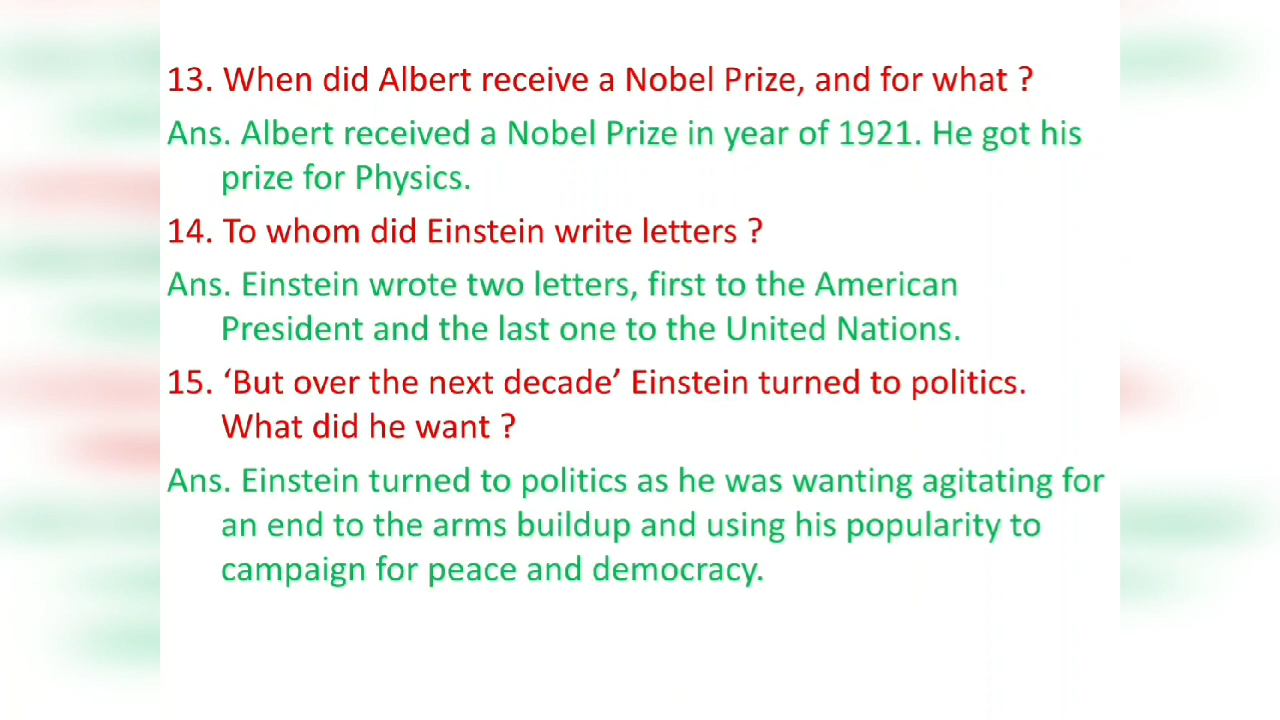 13. When did Albert receive a Nobel Prize, and for what ?
Ans. Albert received a Nobel Prize in year of 1921. He got his
prize for Physics.
14. To whom did Einstein write letters ?
Ans. Einstein wrote two letters, first to the American
President and the last one to the United Nations.
15. ‘But over the next decade’ Einstein turned to politics.
What did he want ?
Ans. Einstein turned to politics as he was wanting agitating for
an end to the arms buildup and using his popularity to
campaign for peace and democracy.